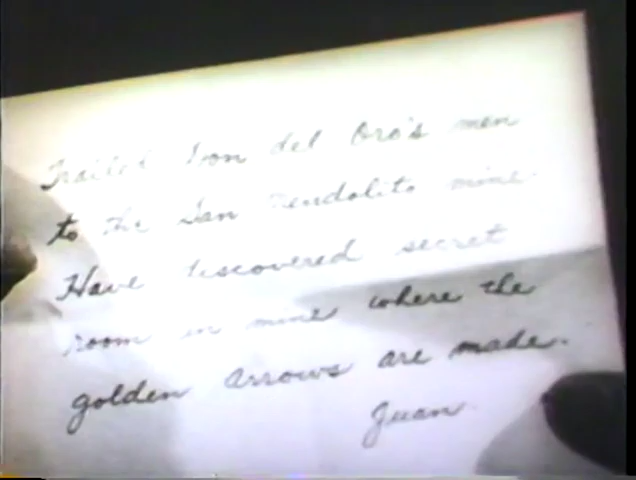 Trailed Don del Oro's men
to the San Mendolito mine
Have discovered secret
room in mine where the
golden arrows are made.
Juan